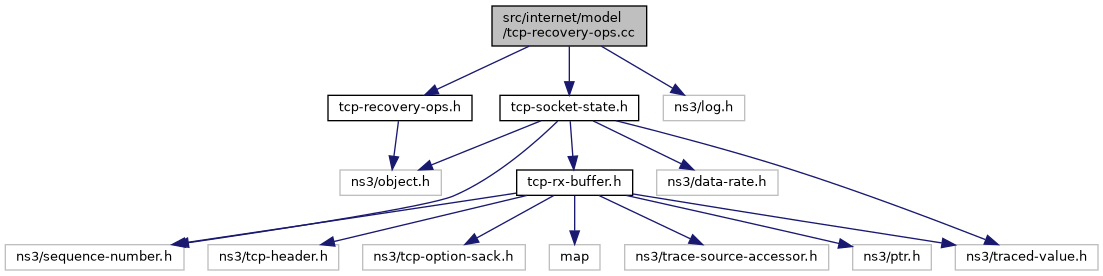 src/internet/model
/tcp-recovery-ops.cc
tcp-recovery-ops.h
tcp-socket-state.h
ns3/log.h
ns3/object.h
tcp-rx-buffer.h
ns3/data-rate.h
ns3/sequence-number.h
ns3/tcp-header.h
ns3/tcp-option-sack.h
map
ns3/trace-source-accessor.h
ns3/ptr.h
ns3/traced-value.h